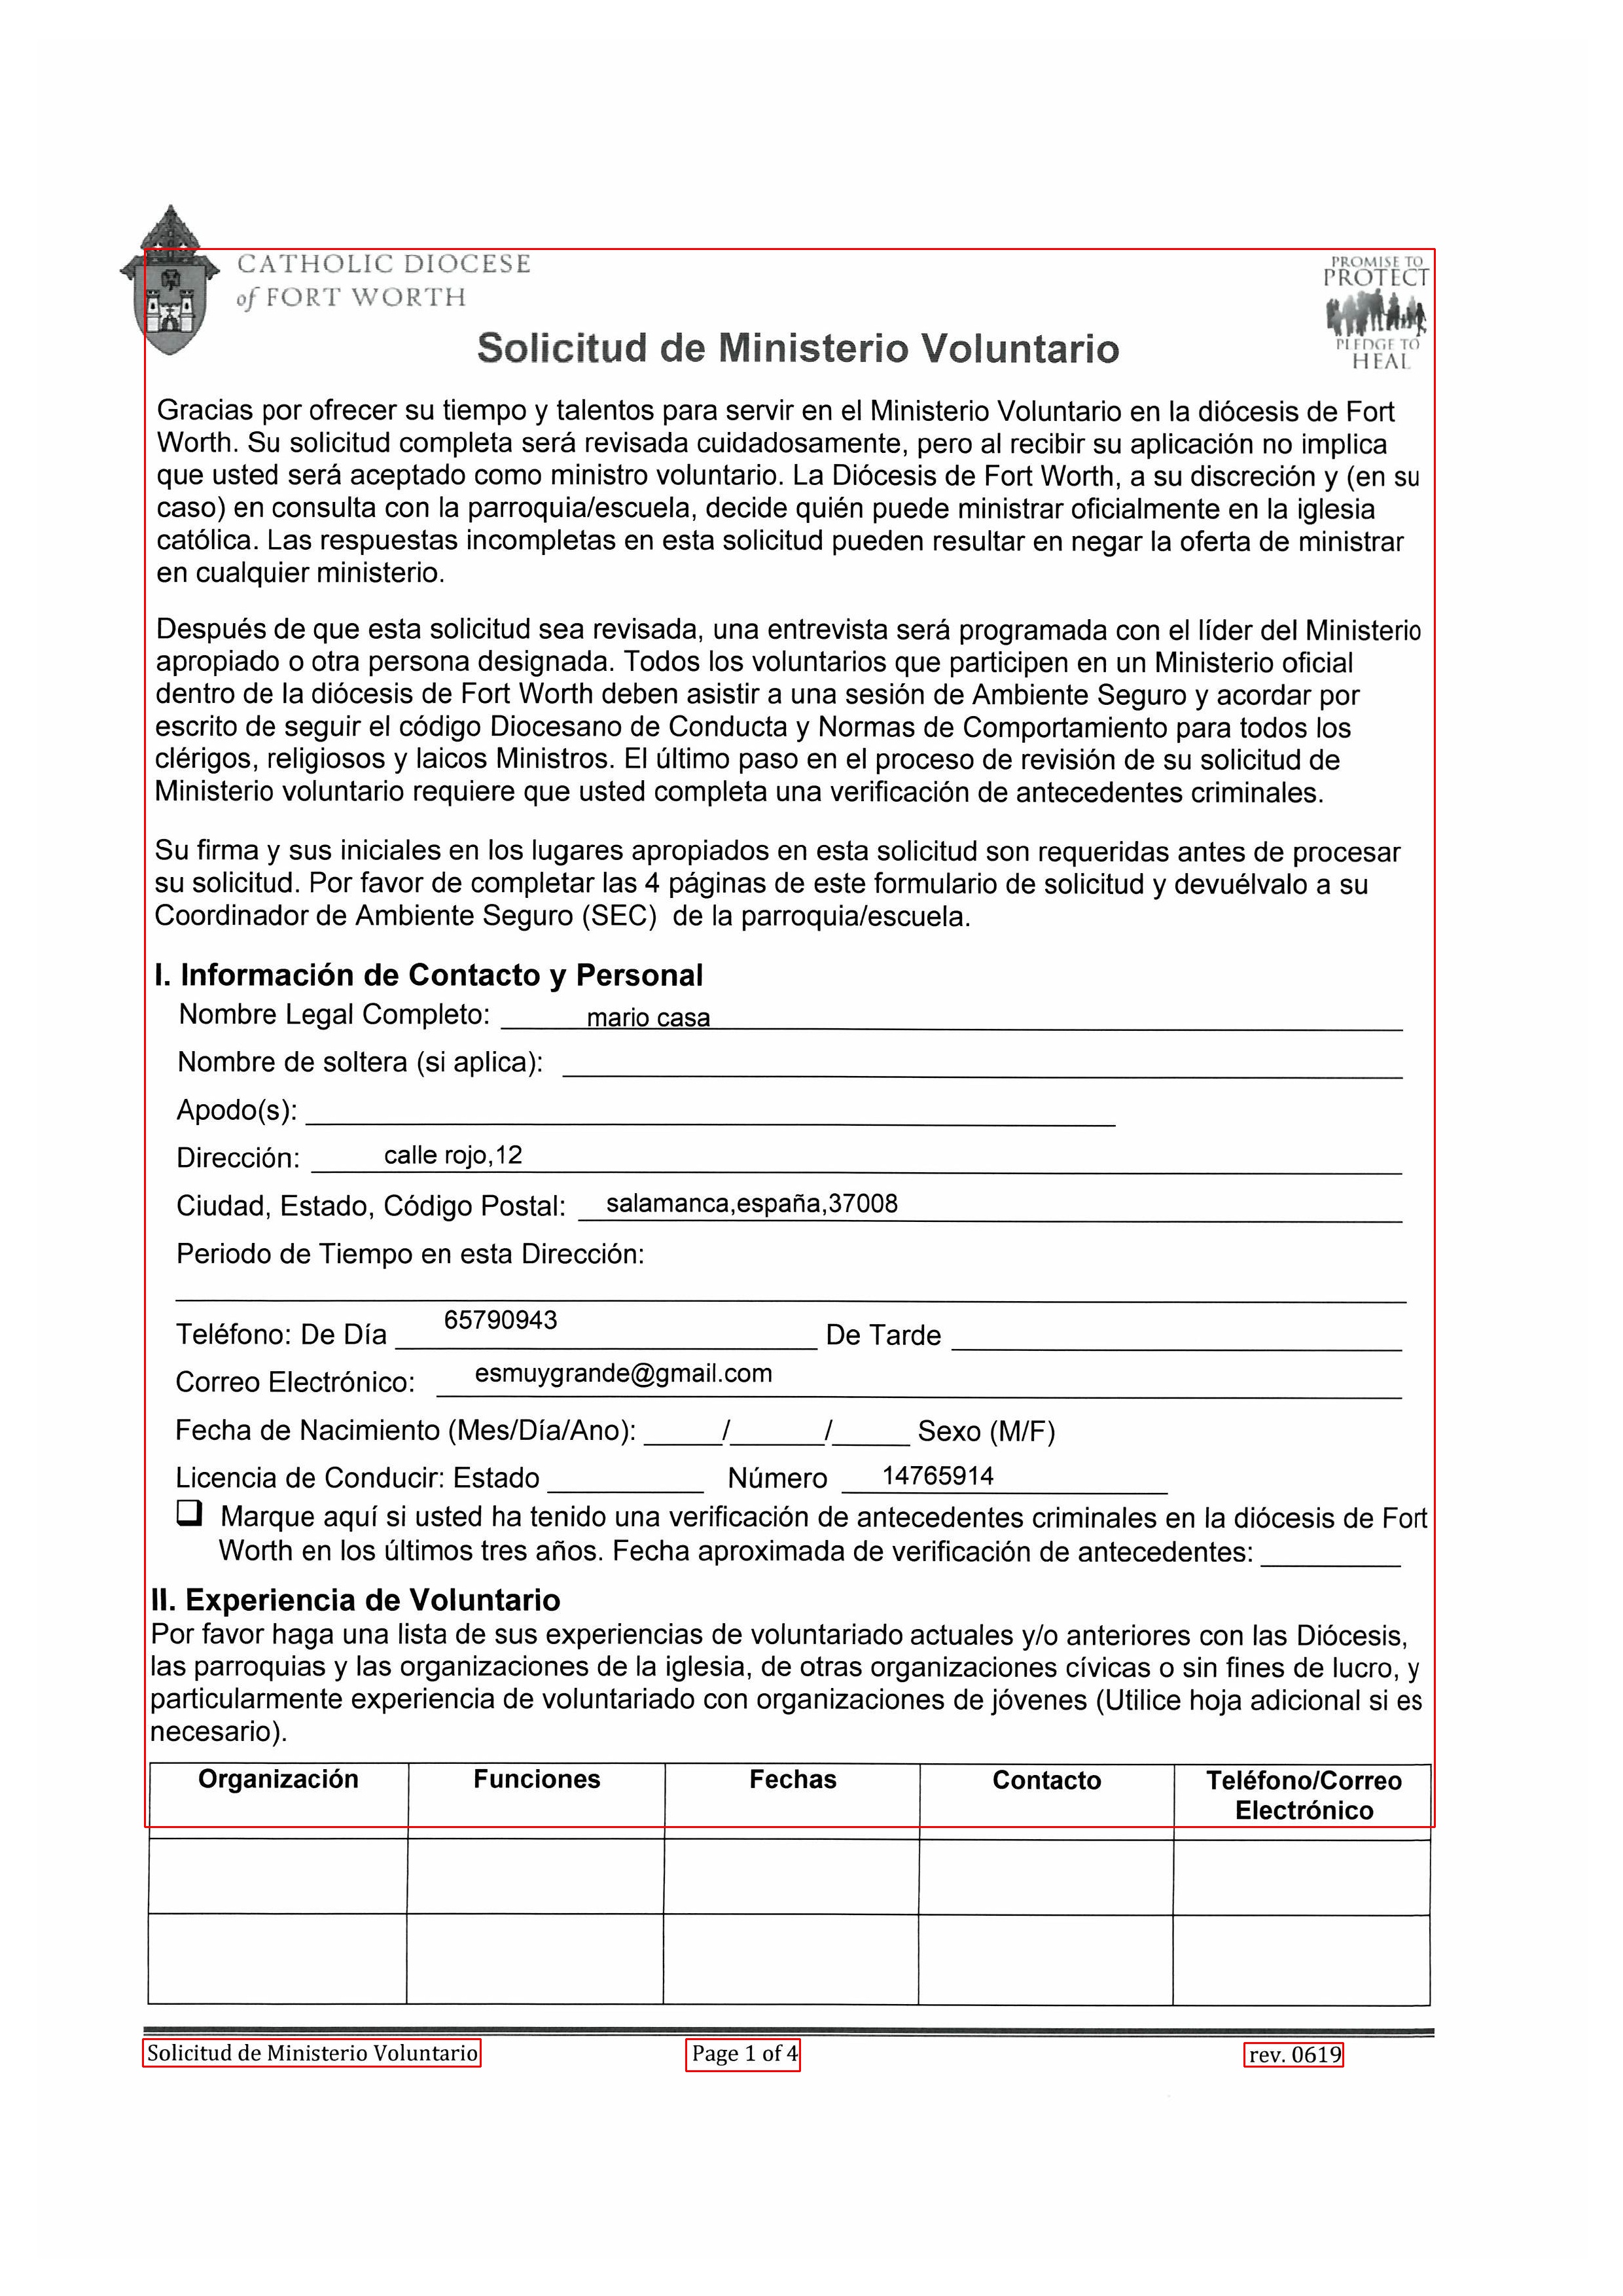 CATHOLIC DIOCESE
of FORT WORTH
PROMISE TO
PROTECT
PLEDGE TO
HEAL
Solicitud de Ministerio Voluntario
Gracias por ofrecer su tiempo y talentos para servir en el Ministerio Voluntario en la diócesis de Fort
Worth. Su solicitud completa será revisada cuidadosamente, pero al recibir su aplicación no implica
que usted será aceptado como ministro voluntario. La Diócesis de Fort Worth, a su discreción y (en su
caso) en consulta con la parroquia/escuela, decide quién puede ministrar oficialmente en la iglesia
católica. Las respuestas incompletas en esta solicitud pueden resultar en negar la oferta de ministrar
en cualquier ministerio.
Después de que esta solicitud sea revisada, una entrevista será programada con el líder del Ministerio
apropiado o otra persona designada. Todos los voluntarios que participen en un Ministerio oficial
dentro de la diócesis de Fort Worth deben asistir a una sesión de Ambiente Seguro y acordar por
escrito de seguir el código Diocesano de Conducta y Normas de Comportamiento para todos los
clérigos, religiosos y laicos Ministros. El último paso en el proceso de revisión de su solicitud de
Ministerio voluntario requiere que usted completa una verificación de antecedentes criminales.
Su firma y sus iniciales en los lugares apropiados en esta solicitud son requeridas antes de procesar
su solicitud. Por favor de completar las 4 páginas de este formulario de solicitud y devuélvalo a su
Coordinador de Ambiente Seguro (SEC) de la parroquia/escuela.
I. Información de Contacto y Personal
Nombre Legal Completo: mario casa
Nombre de soltera (si aplica):
Apodo(s):
Dirección: calle rojo,12
Ciudad, Estado, Código Postal: salamanca,españa,37008
Periodo de Tiempo en esta Dirección:
Teléfono: De Día 65790943 De Tarde
Correo Electrónico: esmuygrande@gmail.com
Fecha de Nacimiento (Mes/Día/Ano): / / Sexo (M/F)
Licencia de Conducir: Estado Número 14765914
Marque aquí si usted ha tenido una verificación de antecedentes criminales en la diócesis de Fort
Worth en los últimos tres años. Fecha aproximada de verificación de antecedentes:
II. Experiencia de Voluntario
Por favor haga una lista de sus experiencias de voluntariado actuales y/o anteriores con las Diócesis,
las parroquias y las organizaciones de la iglesia, de otras organizaciones cívicas o sin fines de lucro, y
particularmente experiencia de voluntariado con organizaciones de jóvenes (Utilice hoja adicional si es
necesario).
Organización Funciones Fechas Contacto Teléfono/Correo
Electrónico
Solicitud de Ministerio Voluntario Page 1 of 4 rev. 0619